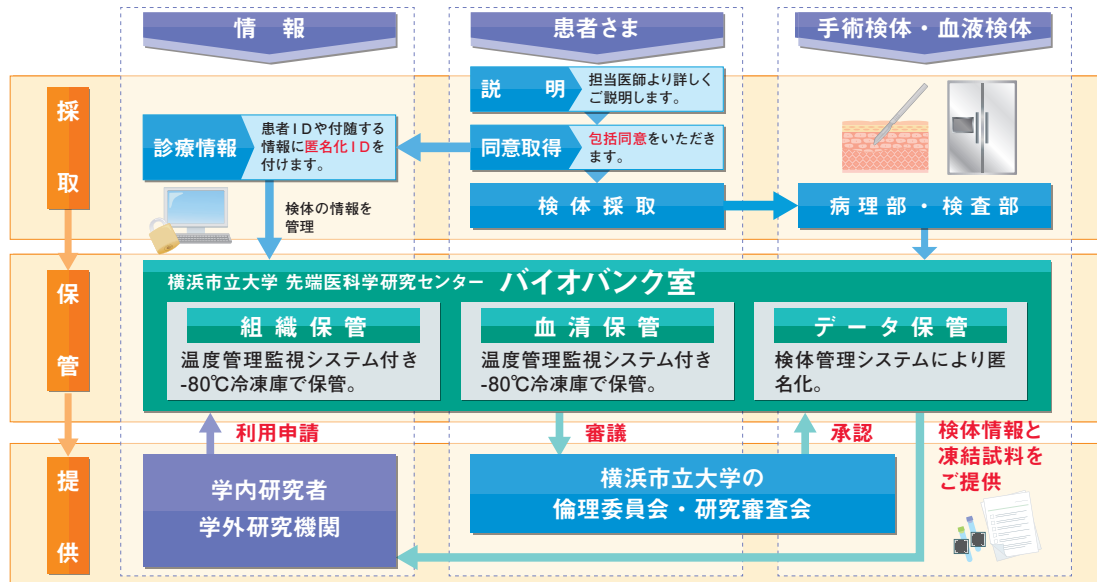 情報
患者さま
手術検体・血液検体
採取
説明
担当医師より詳しく
ご説明します。
診療情報
患者IDや付随する
情報に匿名化IDを
付けます。
同意取得
包括同意をいただき
ます。
検体採取
病理部・検査部
検体の情報を
管理
保管
横浜市立大学 先端医科学研究センター バイオバンク室
組織保管
温度管理監視システム付き
-80℃冷凍庫で保管。
血清保管
温度管理監視システム付き
-80℃冷凍庫で保管。
データ保管
検体管理システムにより匿
名化。
利用申請
審議
承認
検体情報と
凍結試料を
ご提供
提供
学内研究者
学外研究機関
横浜市立大学の
倫理委員会・研究審査会